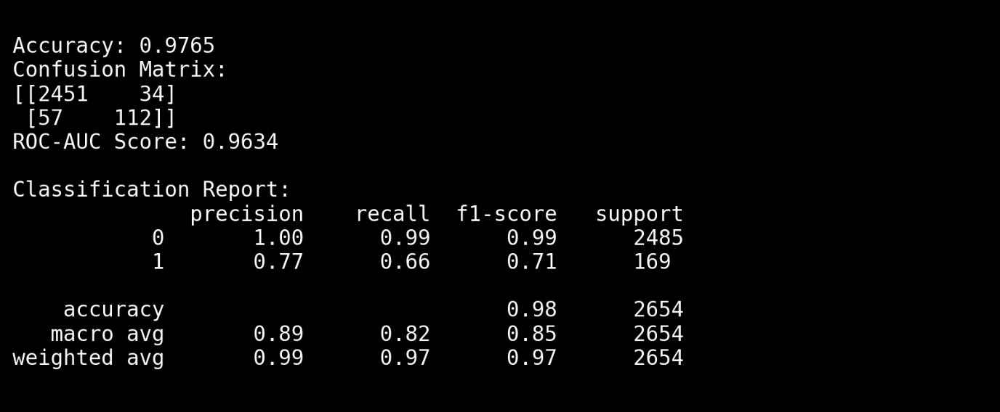 Accuracy: 0.9765
Confusion Matrix:
[[2451    34]
 [57    112]]
ROC-AUC Score: 0.9634

Classification Report:
              precision    recall  f1-score   support
           0       1.00      0.99      0.99      2485
           1       0.77      0.66      0.71      169

    accuracy                           0.98      2654
   macro avg       0.89      0.82      0.85      2654
weighted avg       0.99      0.97      0.97      2654